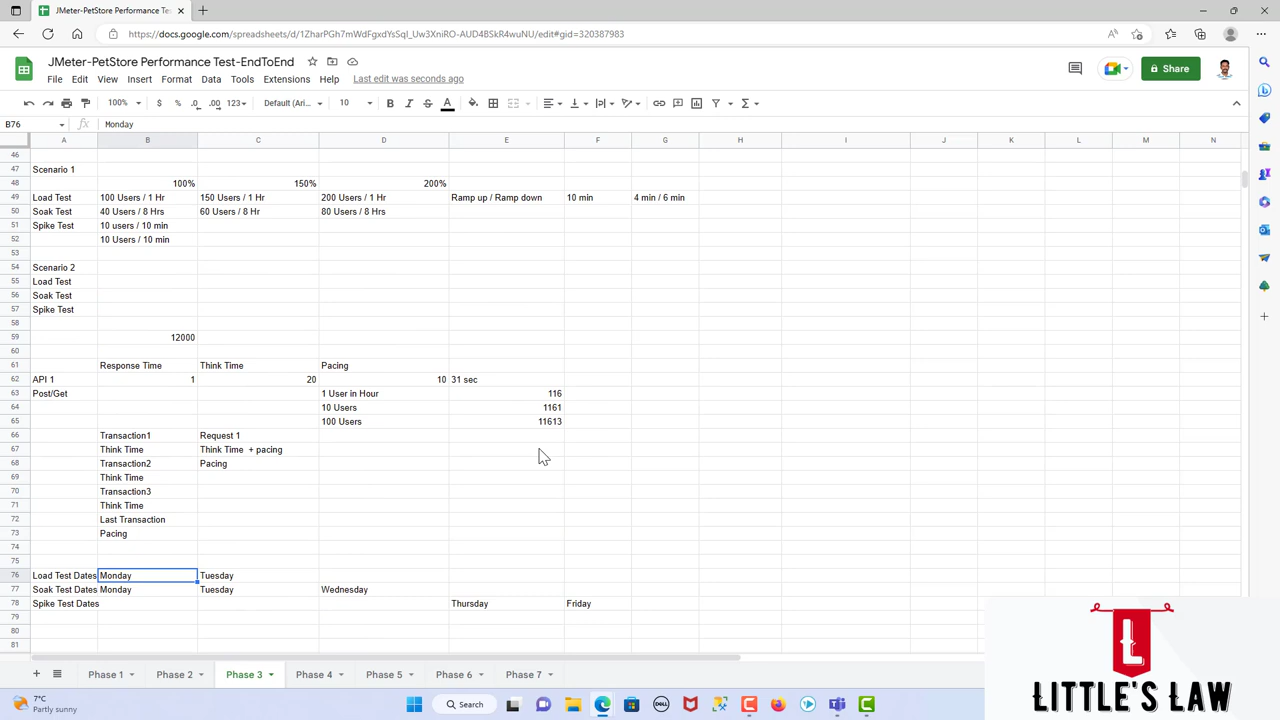 JMeter-PetStore Performance Test
https://docs.google.com/spreadsheets/d/1ZharPGh7mWdFgxdYsSqI_Uw3XniRO-AUD4BSkR4wuNU/edit#gid=320387983
JMeter-PetStore Performance Test-EndToEnd
File Edit View Insert Format Data Tools Extensions Help Last edit was seconds ago
Share
100% $ % .0 .00 123 Default (Ari... 10 B I S A
B76 fx Monday
A B C D E F G H I J K L M N
46
47 Scenario 1
48 100% 150% 200%
49 Load Test 100 Users / 1 Hr 150 Users / 1 Hr 200 Users / 1 Hr Ramp up / Ramp down 10 min 4 min / 6 min
50 Soak Test 40 Users / 8 Hrs 60 Users / 8 Hr 80 Users / 8 Hrs
51 Spike Test 10 users / 10 min
52 10 Users / 10 min
53
54 Scenario 2
55 Load Test
56 Soak Test
57 Spike Test
58
59 12000
60
61 Response Time Think Time Pacing
62 API 1 1 20 10 31 sec
63 Post/Get 1 User in Hour 116
64 10 Users 1161
65 100 Users 11613
66 Transaction1 Request 1
67 Think Time Think Time + pacing
68 Transaction2 Pacing
69 Think Time
70 Transaction3
71 Think Time
72 Last Transaction
73 Pacing
74
75
76 Load Test Dates Monday Tuesday
77 Soak Test Dates Monday Tuesday Wednesday
78 Spike Test Dates Thursday Friday
79
80
81
Phase 1 Phase 2 Phase 3 Phase 4 Phase 5 Phase 6 Phase 7
7°C
Partly sunny
Search
DELL
L
LITTLE'S LAW